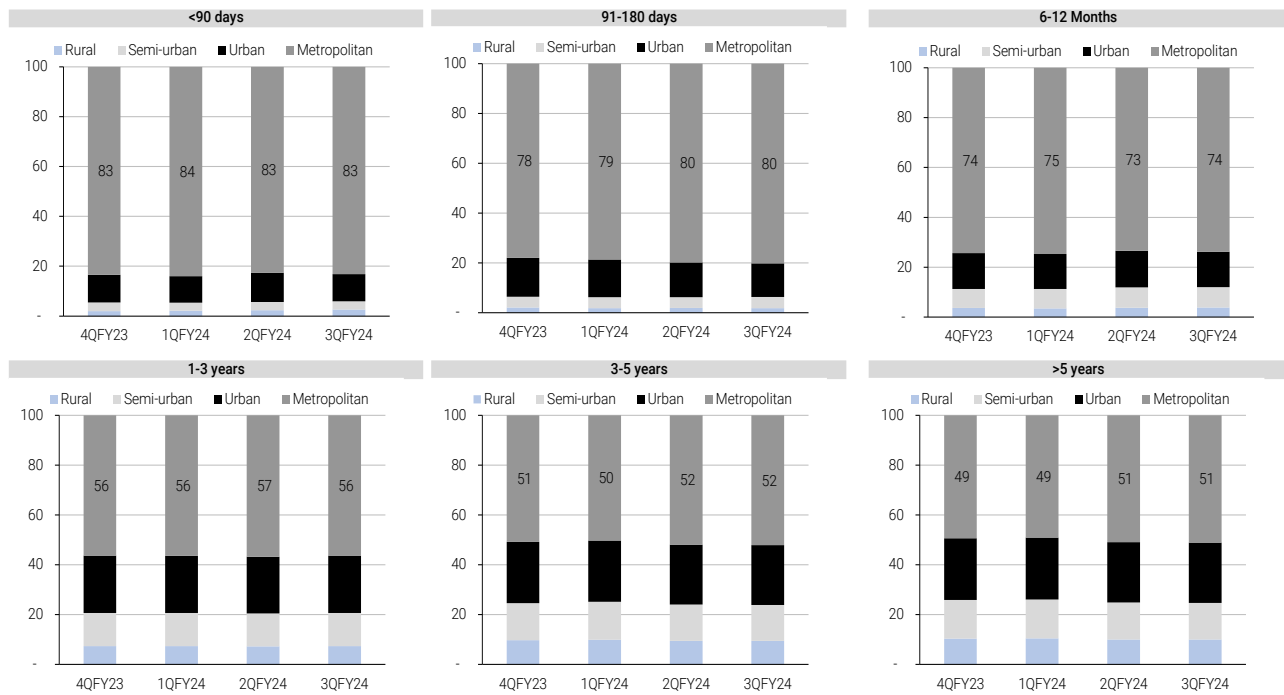 <90 days
Rural Semi-urban Urban Metropolitan
100
80
60
40
20
-
83 84 83 83
4QFY23 1QFY24 2QFY24 3QFY24
91-180 days
Rural Semi-urban Urban Metropolitan
100
80
60
40
20
-
78 79 80 80
4QFY23 1QFY24 2QFY24 3QFY24
6-12 Months
Rural Semi-urban Urban Metropolitan
100
80
60
40
20
-
74 75 73 74
4QFY23 1QFY24 2QFY24 3QFY24
1-3 years
Rural Semi-urban Urban Metropolitan
100
80
60
40
20
-
56 56 57 56
4QFY23 1QFY24 2QFY24 3QFY24
3-5 years
Rural Semi-urban Urban Metropolitan
100
80
60
40
20
-
51 50 52 52
4QFY23 1QFY24 2QFY24 3QFY24
>5 years
Rural Semi-urban Urban Metropolitan
100
80
60
40
20
-
49 49 51 51
4QFY23 1QFY24 2QFY24 3QFY24